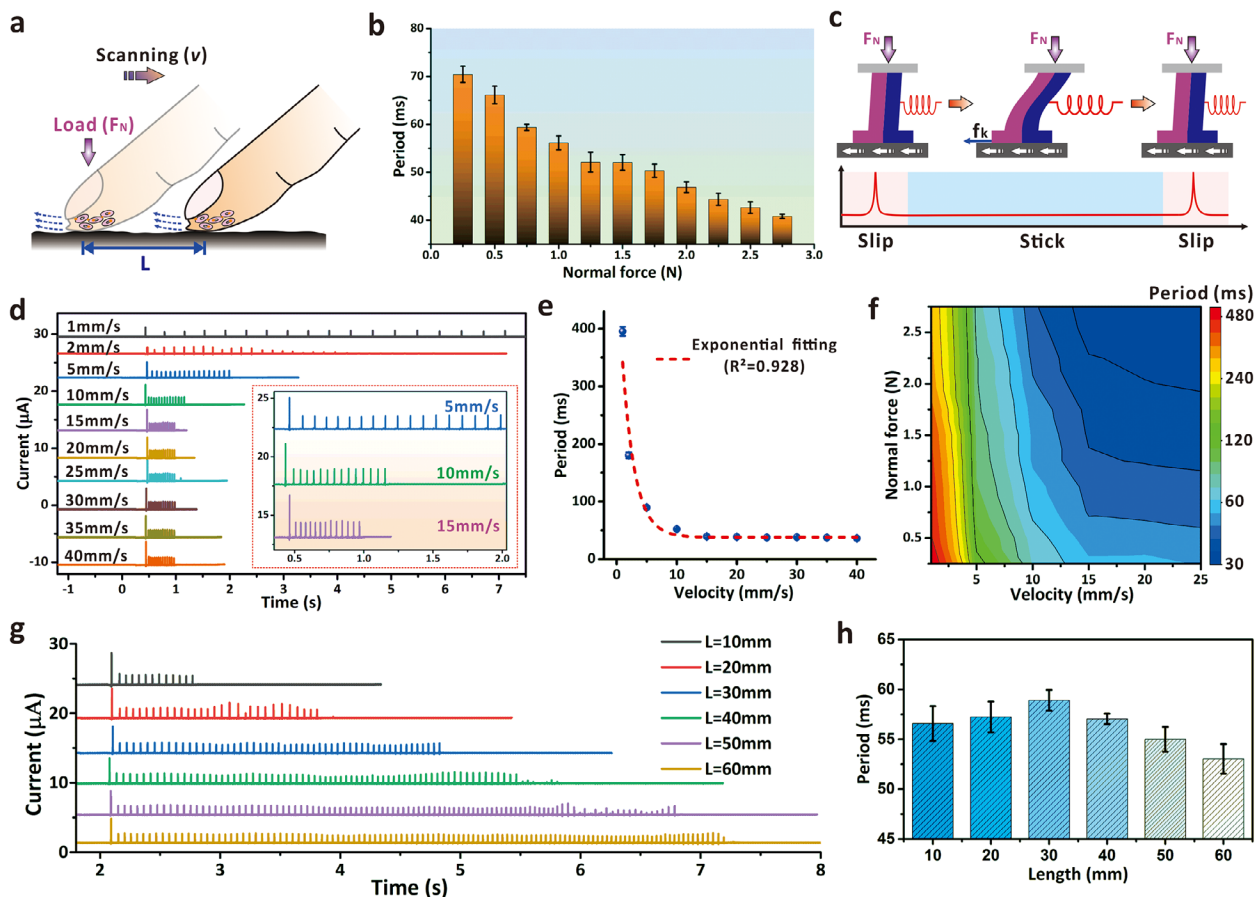 a
Scanning (v)
Load (FN)
L
b
Period (ms)
80
70
60
50
40
0.0 0.5 1.0 1.5 2.0 2.5 3.0
Normal force (N)
c
FN FN FN
fk
Slip Stick Slip
d
Current (µA)
30
20
10
0
-10
1mm/s
2mm/s
5mm/s
10mm/s
15mm/s
20mm/s
25mm/s
30mm/s
35mm/s
40mm/s
-1 0 1 2 3 4 5 6 7
Time (s)
25
20
15
5mm/s
10mm/s
15mm/s
0.5 1.0 1.5 2.0
e
Period (ms)
400
300
200
100
0
Exponential fitting
(R²=0.928)
0 10 20 30 40
Velocity (mm/s)
f
Normal force (N)
2.5
2.0
1.5
1.0
0.5
5 10 15 20 25
Velocity (mm/s)
Period (ms)
480
240
120
60
30
g
Current (µA)
30
20
10
0
L=10mm
L=20mm
L=30mm
L=40mm
L=50mm
L=60mm
2 3 4 5 6 7 8
Time (s)
h
Period (ms)
65
60
55
50
45
10 20 30 40 50 60
Length (mm)